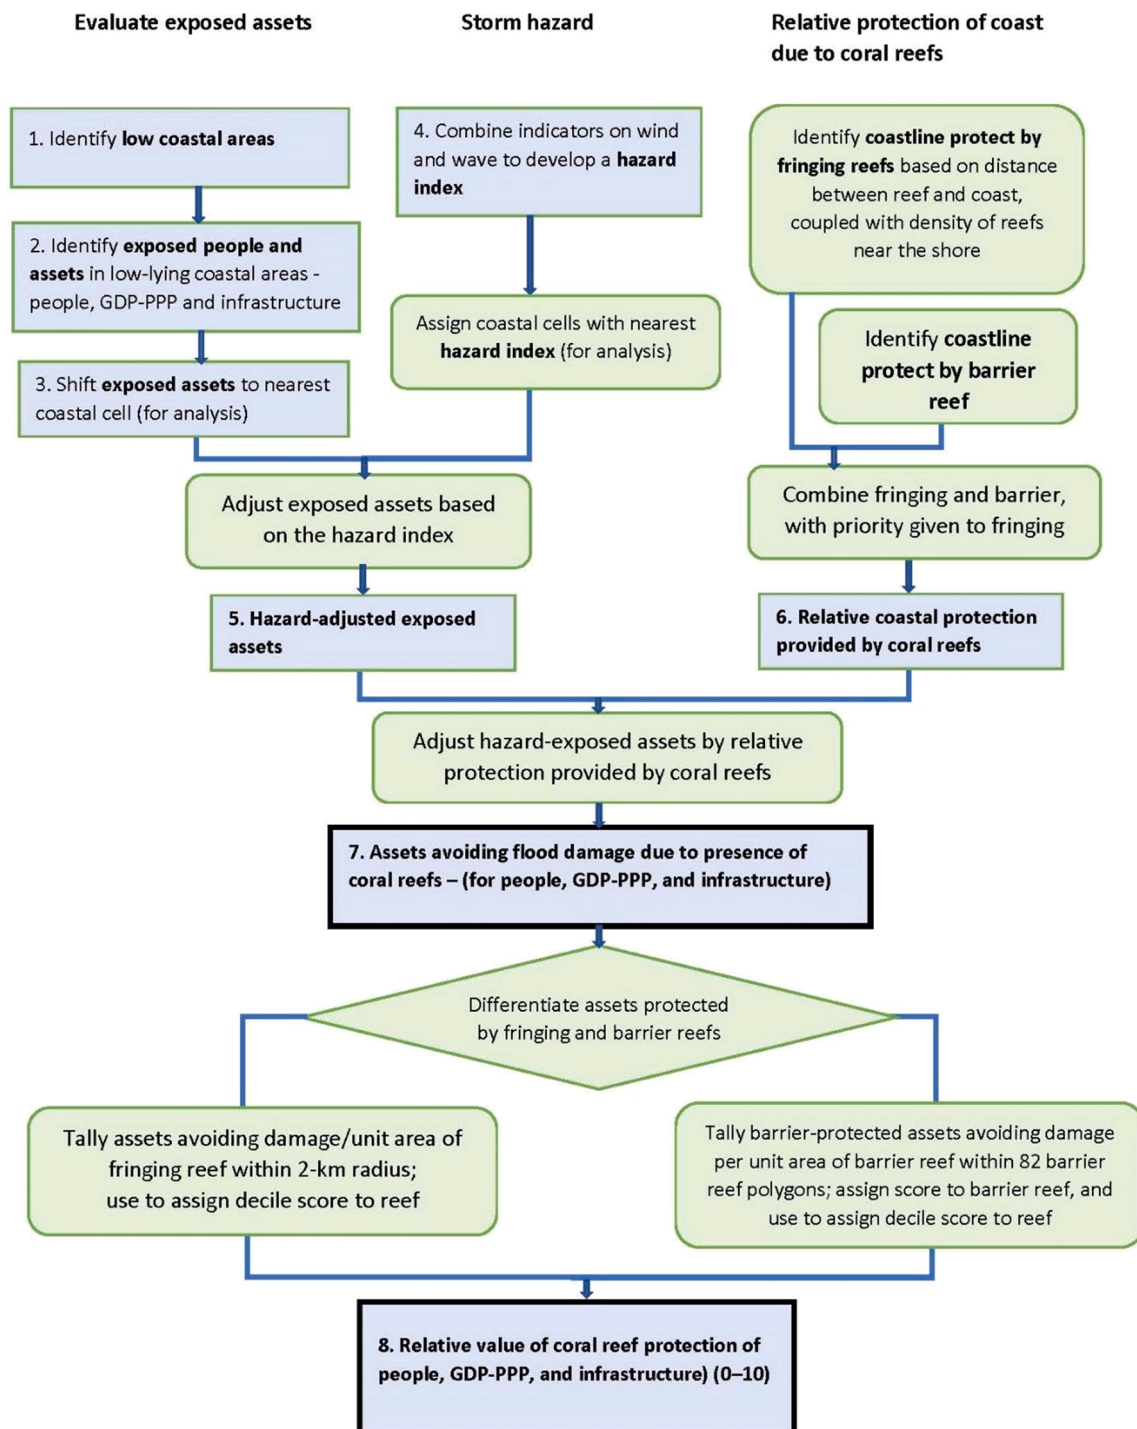 Evaluate exposed assets
Storm hazard
Relative protection of coast
due to coral reefs
1. Identify low coastal areas
2. Identify exposed people and
assets in low-lying coastal areas -
people, GDP-PPP and infrastructure
3. Shift exposed assets to nearest
coastal cell (for analysis)
4. Combine indicators on wind
and wave to develop a hazard
index
Assign coastal cells with nearest
hazard index (for analysis)
Identify coastline protect by
fringing reefs based on distance
between reef and coast,
coupled with density of reefs
near the shore
Identify coastline
protect by barrier
reef
Adjust exposed assets based
on the hazard index
Combine fringing and barrier,
with priority given to fringing
5. Hazard-adjusted exposed
assets
6. Relative coastal protection
provided by coral reefs
Adjust hazard-exposed assets by relative
protection provided by coral reefs
7. Assets avoiding flood damage due to presence of
coral reefs – (for people, GDP-PPP, and infrastructure)
Differentiate assets protected
by fringing and barrier reefs
Tally assets avoiding damage/unit area of
fringing reef within 2-km radius;
use to assign decile score to reef
Tally barrier-protected assets avoiding damage
per unit area of barrier reef within 82 barrier
reef polygons; assign score to barrier reef, and
use to assign decile score to reef
8. Relative value of coral reef protection of
people, GDP-PPP, and infrastructure) (0–10)